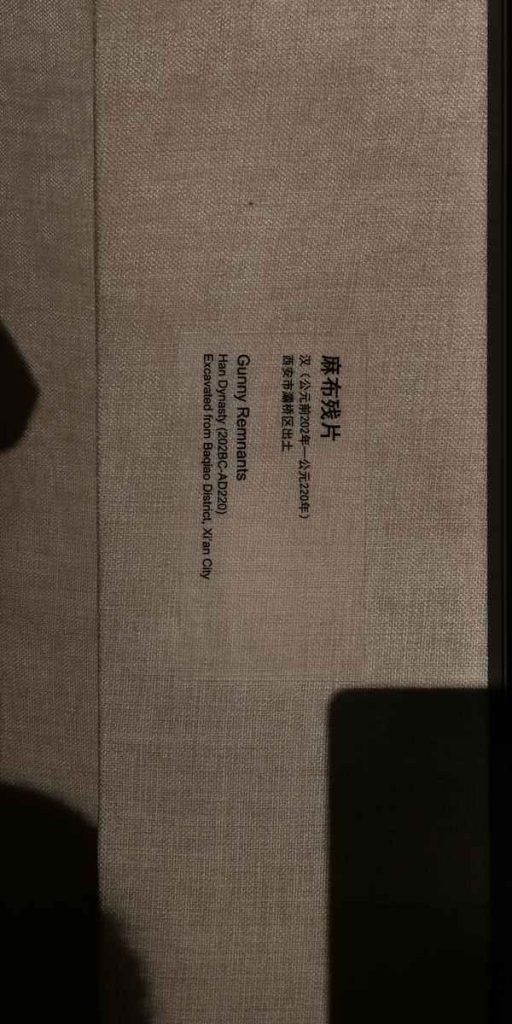 麻布残片
汉（公元前202年—公元220年）
西安市灞桥区出土
Gunny Remnants
Han Dynasty (202BC-AD220)
Excavated from Baqiao District, Xi'an City